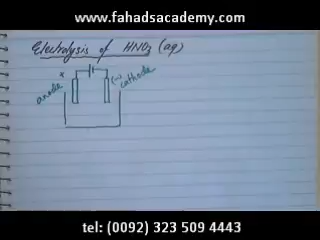 www.fahadsacademy.com
Electrolysis of HNO3 (aq)
+ (-)
anode cathode
tel: (0092) 323 509 4443